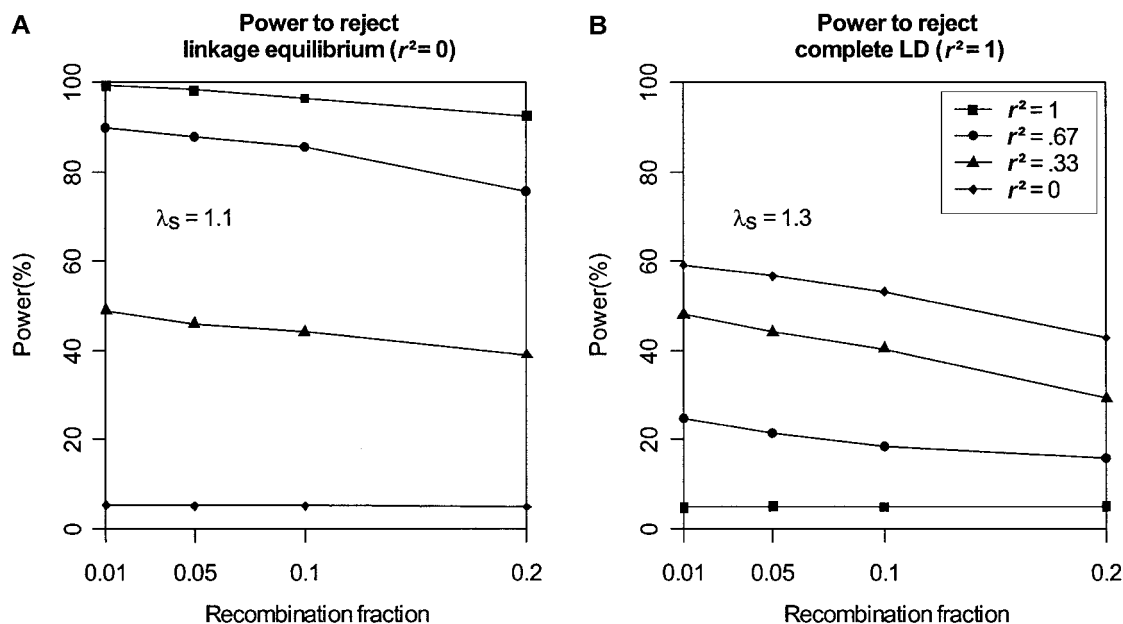 A
Power to reject
linkage equilibrium (r² = 0)
100
80
60
40
20
0
Power(%)
λS = 1.1
0.01
0.05
0.1
0.2
Recombination fraction
B
Power to reject
complete LD (r² = 1)
100
80
60
40
20
0
Power(%)
r² = 1
r² = .67
r² = .33
r² = 0
λS = 1.3
0.01
0.05
0.1
0.2
Recombination fraction